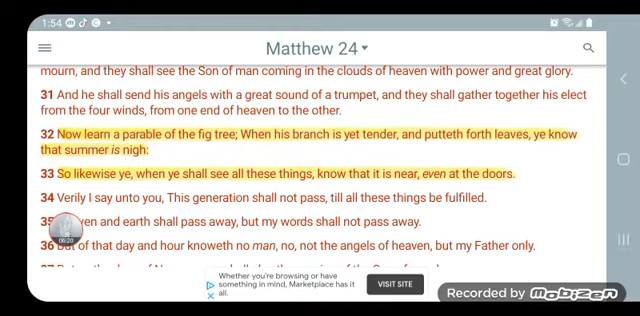 1:54
Matthew 24
mourn, and they shall see the Son of man coming in the clouds of heaven with power and great glory.
31 And he shall send his angels with a great sound of a trumpet, and they shall gather together his elect
from the four winds, from one end of heaven to the other.
32 Now learn a parable of the fig tree; When his branch is yet tender, and putteth forth leaves, ye know
that summer is nigh:
33 So likewise ye, when ye shall see all these things, know that it is near, even at the doors.
34 Verily I say unto you, This generation shall not pass, till all these things be fulfilled.
35 ven and earth shall pass away, but my words shall not pass away.
06:20
36 But of that day and hour knoweth no man, no, not the angels of heaven, but my Father only.
37
Whether you're browsing or have
something in mind, Marketplace has it
all.
VISIT SITE
Recorded by Mobizen